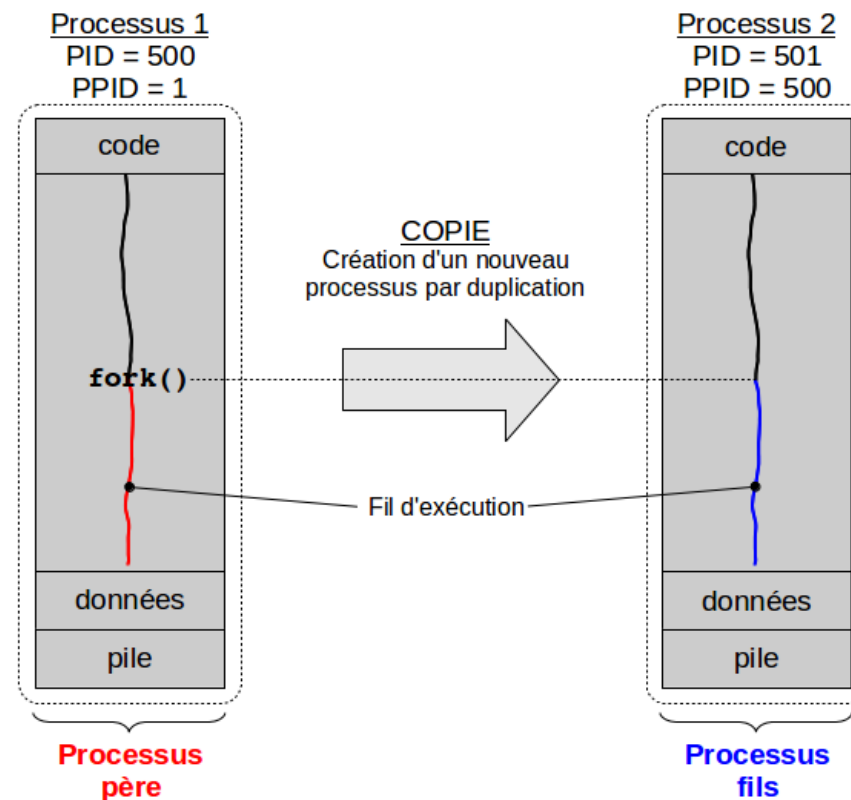 Processus 1
PID = 500
PPID = 1
code
fork()
données
pile
Processus
père
COPIE
Création d'un nouveau
processus par duplication
Fil d'exécution
Processus 2
PID = 501
PPID = 500
code
données
pile
Processus
fils